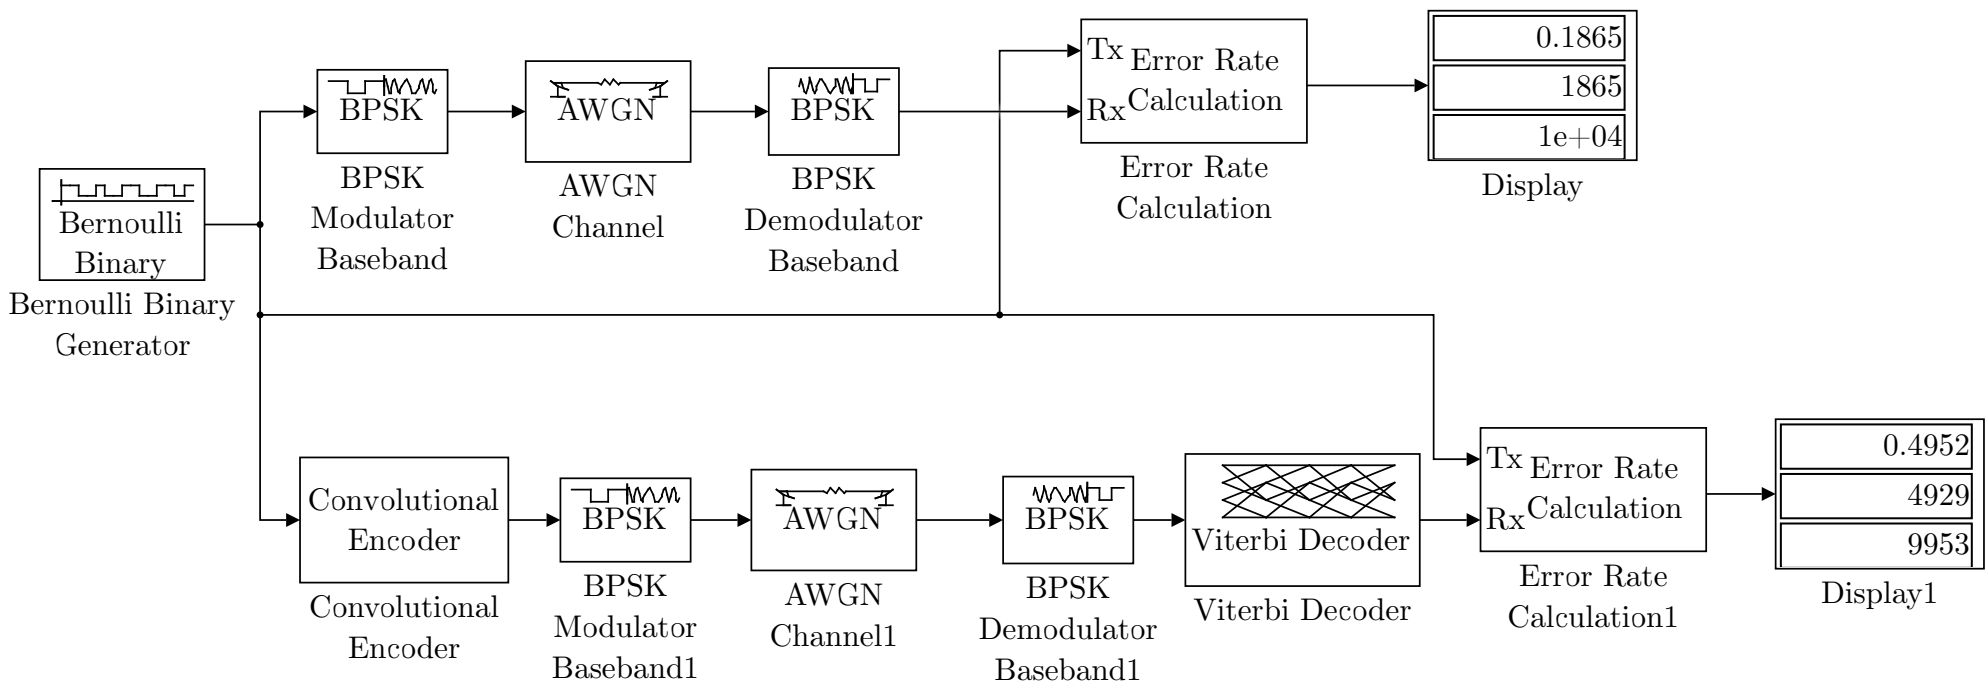 Bernoulli
Binary
Bernoulli Binary
Generator
BPSK
BPSK
Modulator
Baseband
AWGN
AWGN
Channel
BPSK
BPSK
Demodulator
Baseband
Tx
Rx
Error Rate
Calculation
Error Rate
Calculation
0.1865
1865
1e+04
Display
Convolutional
Encoder
Convolutional
Encoder
BPSK
BPSK
Modulator
Baseband1
AWGN
AWGN
Channel1
BPSK
BPSK
Demodulator
Baseband1
Viterbi Decoder
Viterbi Decoder
Tx
Rx
Error Rate
Calculation
Error Rate
Calculation1
0.4952
4929
9953
Display1